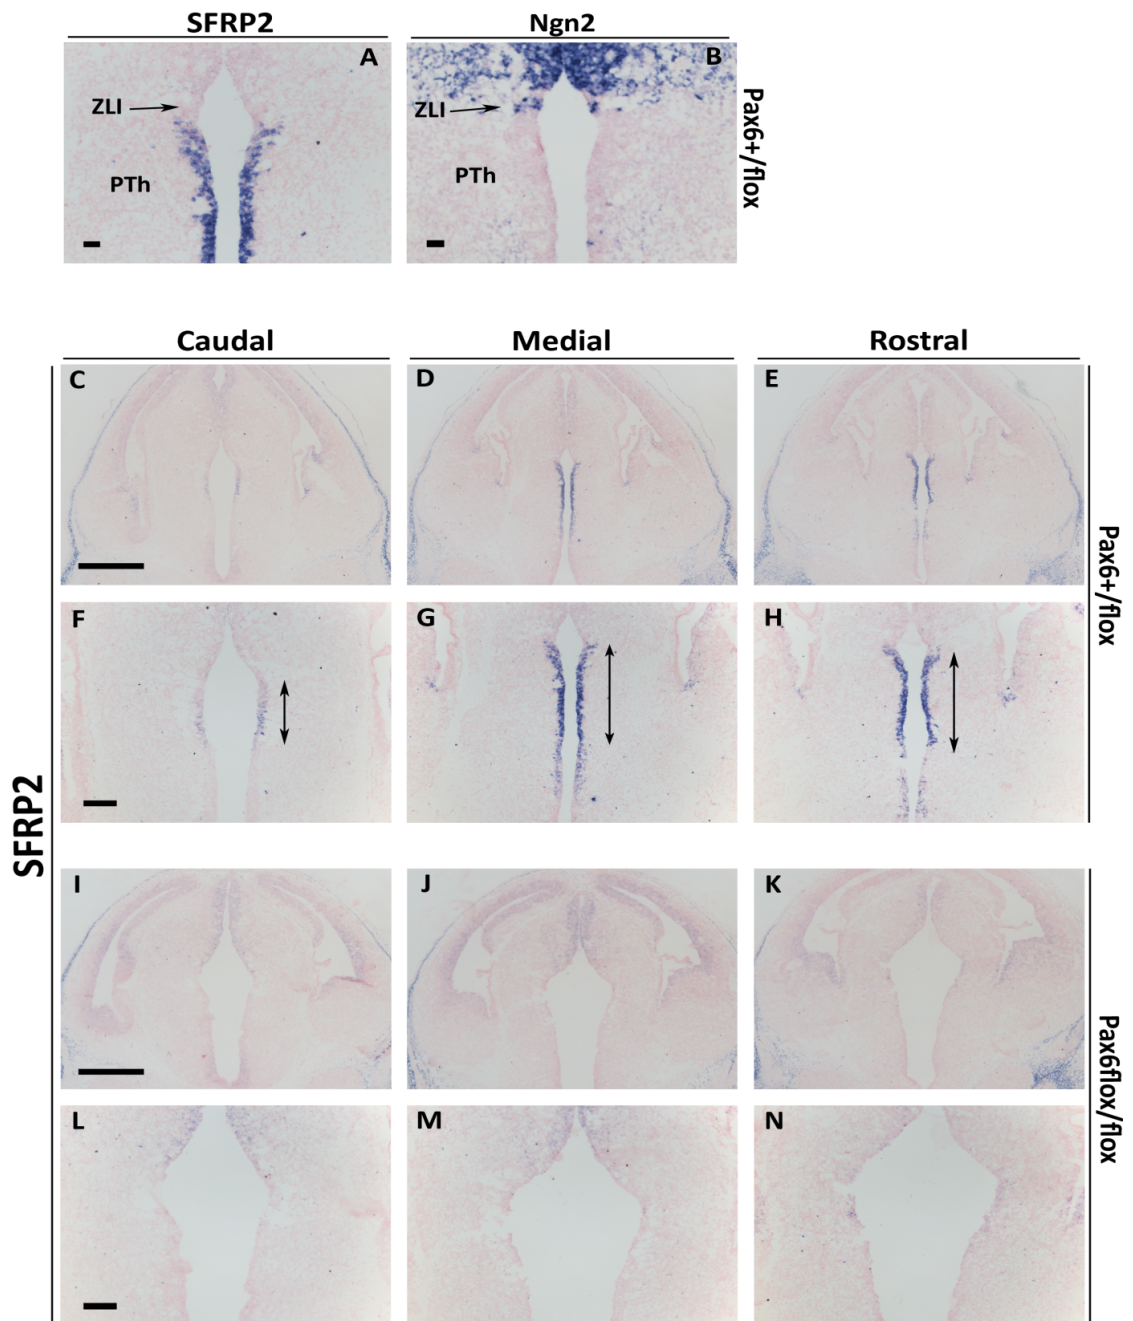 SFRP2 Ngn2
A B
ZLI ZLI
PTh PTh
Pax6+/flox
Caudal Medial Rostral
C D E
F G H
Pax6+/flox
SFRP2
I J K
L M N
Pax6flox/flox